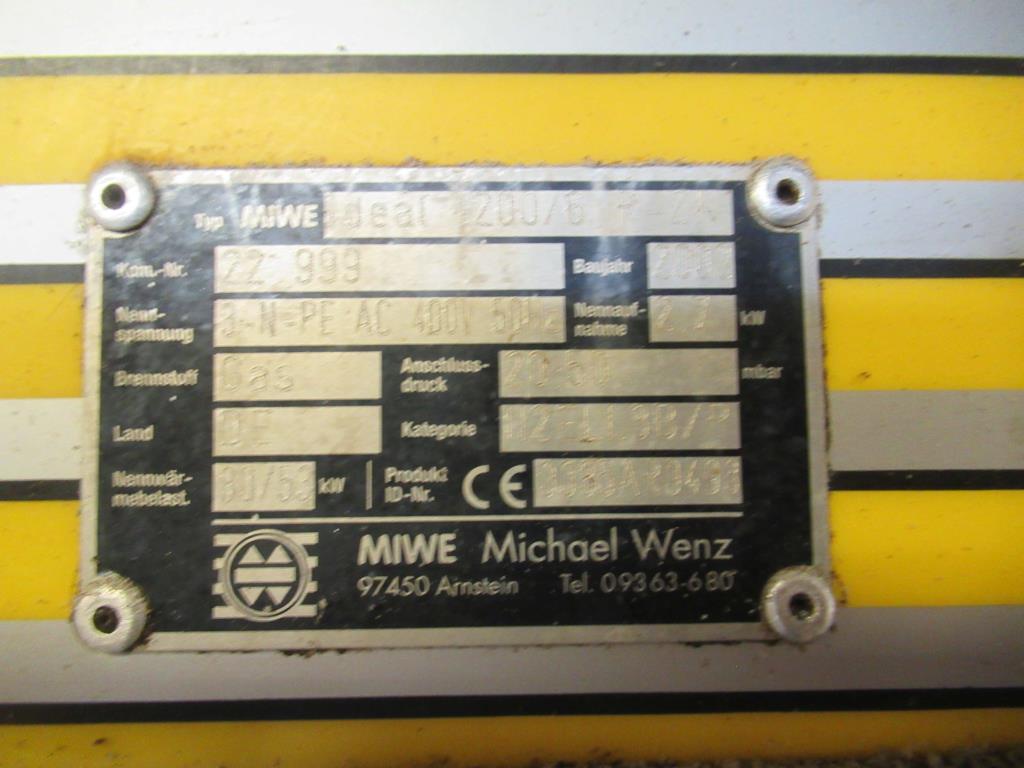 Typ MIWE ideal 200/6
Kom.-Nr. 22 999 Baujahr
Nenn-spannung 3-N-PE AC 400V 50Hz Nennauf-nahme 2,7 kW
Brennstoff Gas Anschluss-druck 20-50 mbar
Land DE Kategorie
Nennwär-mebelast. kW Produkt ID-Nr. CE
MIWE Michael Wenz
97450 Arnstein Tel. 09363-680